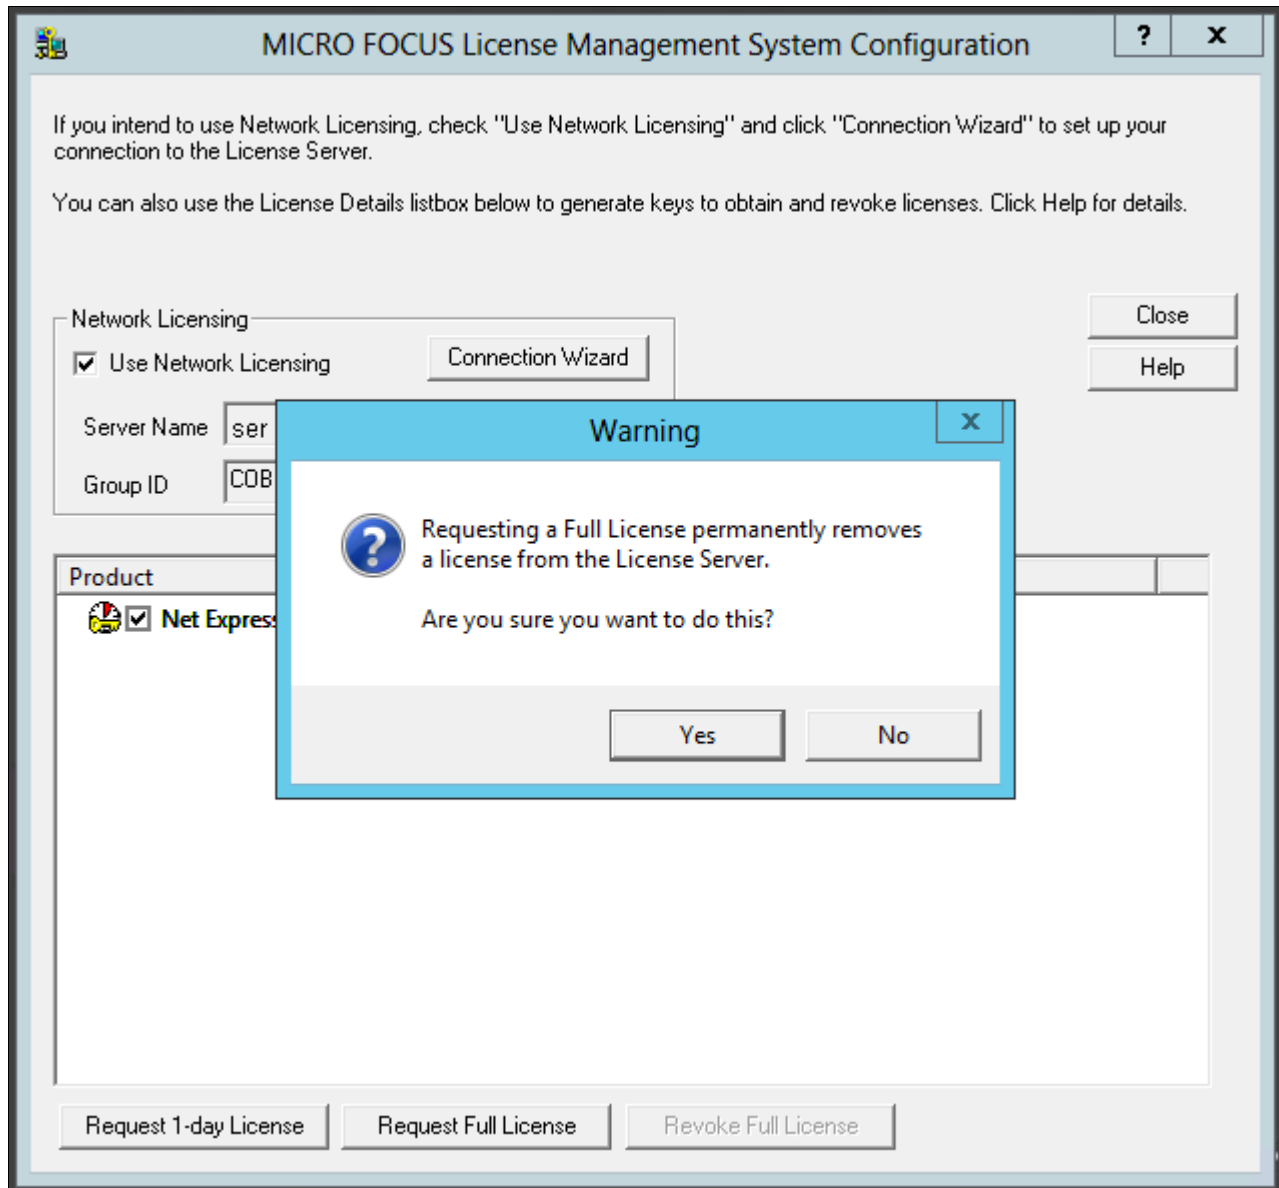 MICRO FOCUS License Management System Configuration
?
X
If you intend to use Network Licensing, check "Use Network Licensing" and click "Connection Wizard" to set up your
connection to the License Server.
You can also use the License Details listbox below to generate keys to obtain and revoke licenses. Click Help for details.
Network Licensing
Close
Use Network Licensing
Connection Wizard
Help
Server Name
ser
Group ID
COB
Warning
X
Requesting a Full License permanently removes
a license from the License Server.
Are you sure you want to do this?
Yes
No
Product
Net Express
Request 1-day License
Request Full License
Revoke Full License